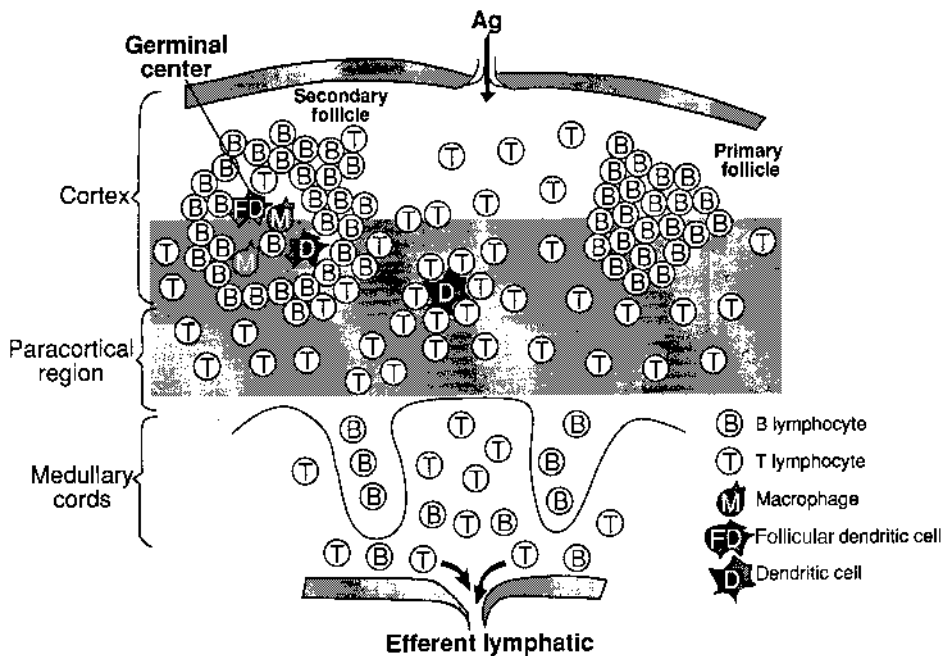 Ag
Germinal
center
Secondary
follicle
Primary
follicle
Cortex
Paracortical
region
Medullary
cords
B B lymphocyte
T T lymphocyte
M Macrophage
FD Follicular dendritic cell
D Dendritic cell
Efferent lymphatic